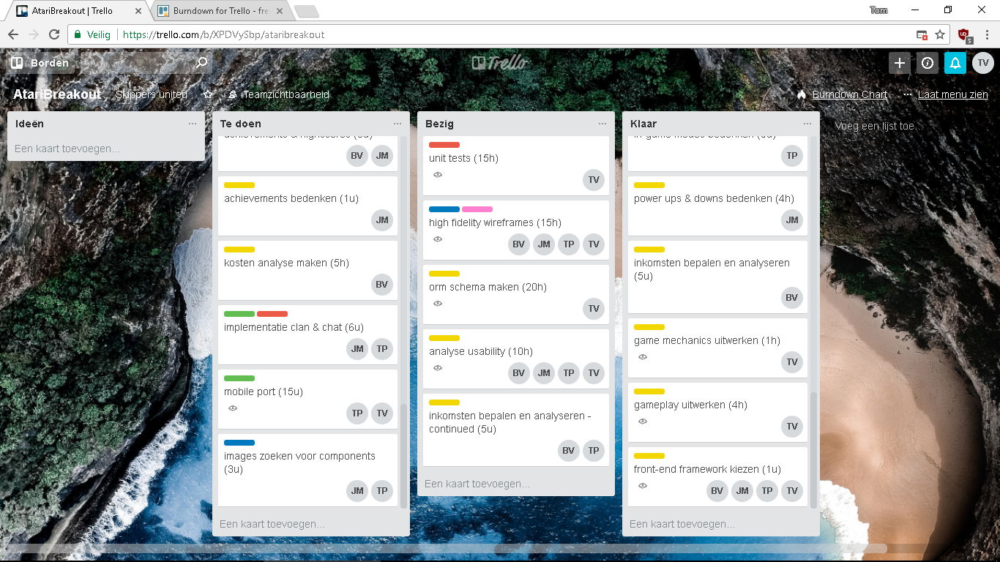 AtariBreakout | Trello
Burndown for Trello - free
Tom
Veilig
https://trello.com/b/XPDVySbp/ataribreakout
5
Borden
Trello
TV
AtariBreakout
Skippers united
Teamzichtbaarheid
Burndown Chart
... Laat menu zien
Ideën
Een kaart toevoegen...
Te doen
achievements & highscores
BV JM
achievements bedenken (1u)
JM
kosten analyse maken (5h)
BV
implementatie clan & chat (6u)
JM TP
mobile port (15u)
TP TV
images zoeken voor components
(3u)
JM TP
Een kaart toevoegen...
Bezig
unit tests (15h)
TV
high fidelity wireframes (15h)
BV JM TP TV
orm schema maken (20h)
TV
analyse usability (10h)
BV JM TP TV
inkomsten bepalen en analyseren -
continued (5u)
BV TP
Een kaart toevoegen...
Klaar
in-game modes bedenken
TP
power ups & downs bedenken (4h)
JM
inkomsten bepalen en analyseren
(5u)
BV
game mechanics uitwerken (1h)
TV
gameplay uitwerken (4h)
TV
front-end framework kiezen (1u)
BV JM TP TV
Een kaart toevoegen...
Voeg een lijst toe...